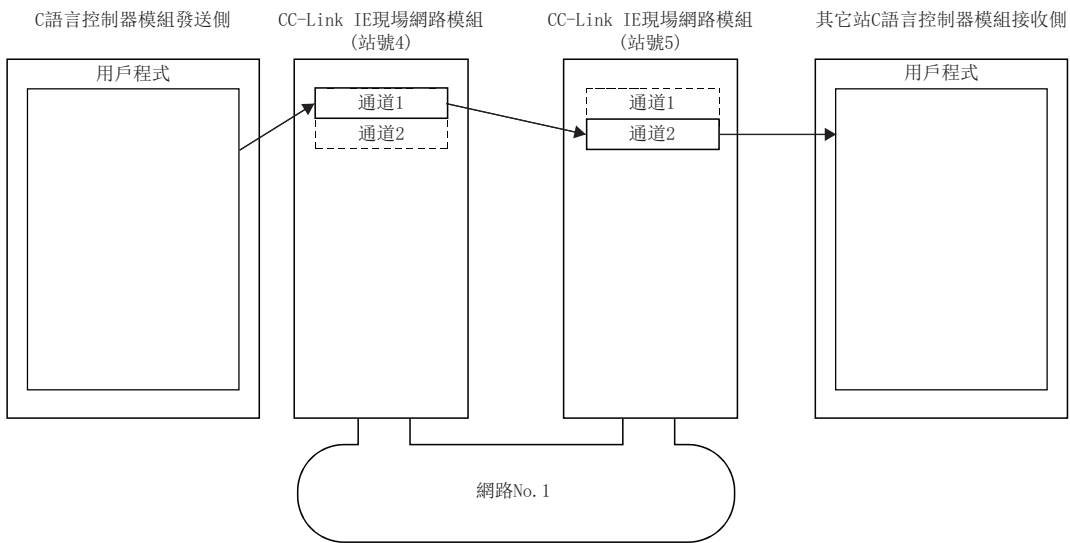 C語言控制器模組發送側
CC-Link IE現場網路模組
(站號4)
CC-Link IE現場網路模組
(站號5)
其它站C語言控制器模組接收側
用戶程式
通道1
通道2
通道1
通道2
用戶程式
網路No.1